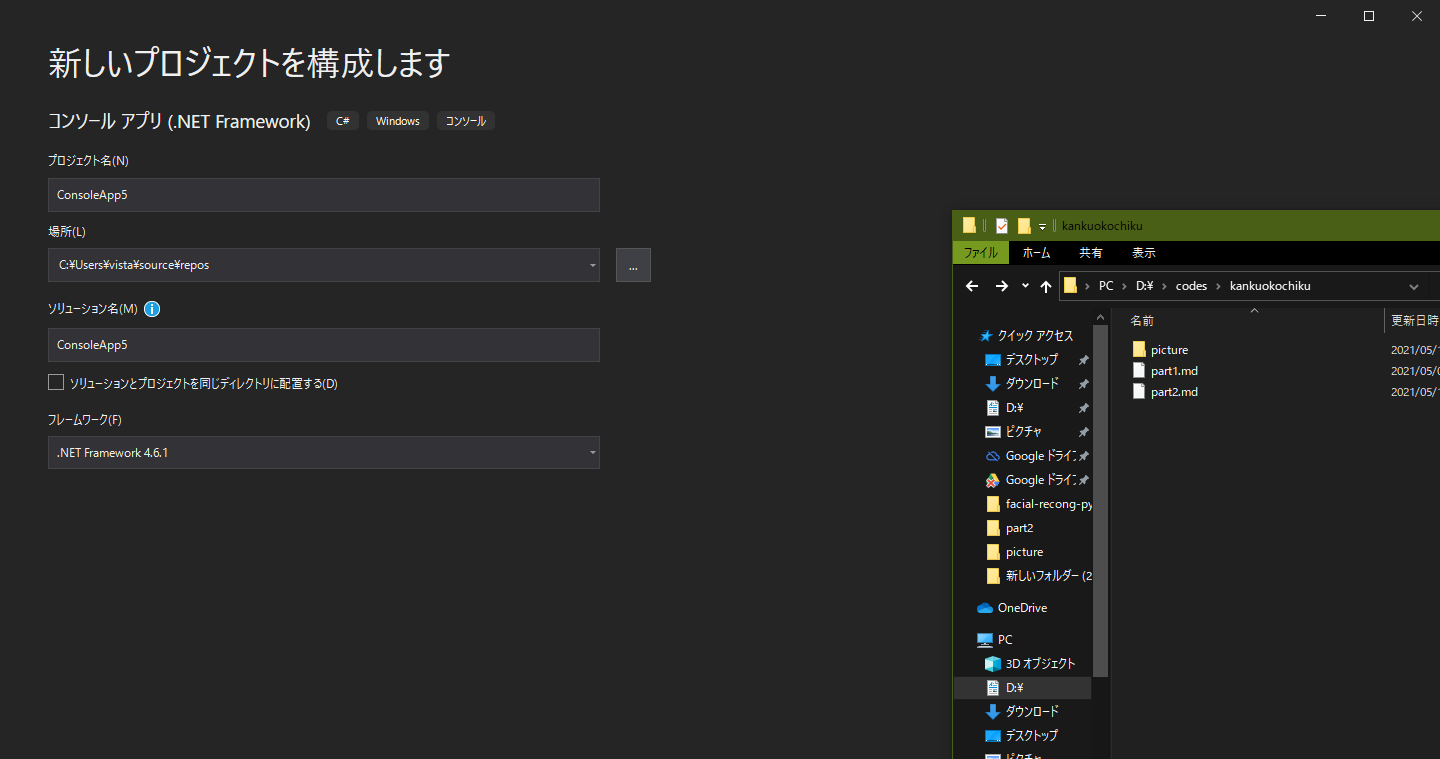 新しいプロジェクトを構成します
コンソール アプリ (.NET Framework) C# Windows コンソール
プロジェクト名(N)
ConsoleApp5
場所(L)
C:¥Users¥vista¥source¥repos
...
ソリューション名(M)
ConsoleApp5
ソリューションとプロジェクトを同じディレクトリに配置する(D)
フレームワーク(F)
.NET Framework 4.6.1
kankuokochiku
ファイル ホーム 共有 表示
PC D:¥ codes kankuokochiku
クイック アクセス
デスクトップ
ダウンロード
D:¥
ピクチャ
Google ドライブ
Google ドライブ
facial-recong-py
part2
picture
新しいフォルダー (2
OneDrive
PC
3D オブジェクト
D:¥
ダウンロード
デスクトップ
ピクチャ
名前 更新日時
picture 2021/05/
part1.md 2021/05/
part2.md 2021/05/